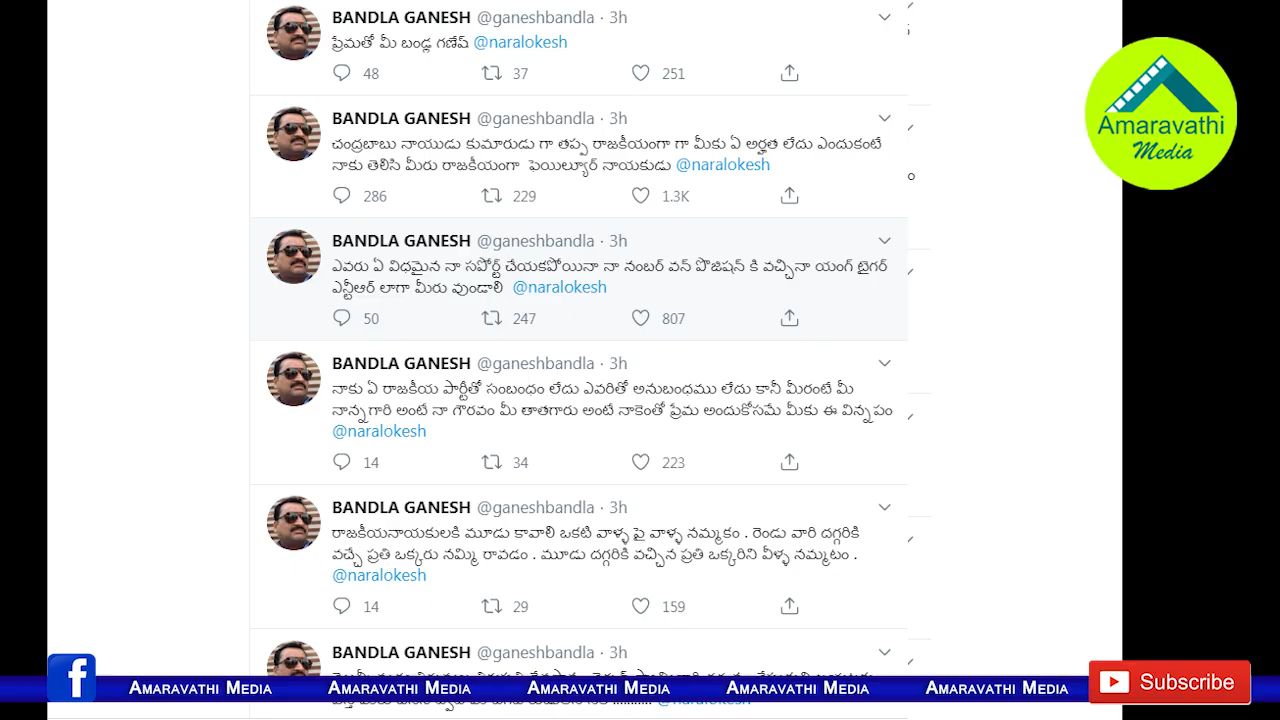 BANDLA GANESH @ganeshbandla · 3h
ప్రేమతో మీ బండ్ల గణేష్ @naralokesh
48 37 251
BANDLA GANESH @ganeshbandla · 3h
చంద్రబాబు నాయుడు కుమారుడు గా తప్ప రాజకీయంగా గా మీకు ఏ అర్హత లేదు ఎందుకంటే
నాకు తెలిసి మీరు రాజకీయంగా ఫెయిల్యూర్ నాయకుడు @naralokesh
286 229 1.3K
BANDLA GANESH @ganeshbandla · 3h
ఎవరు ఏ విధమైన నా సపోర్ట్ చేయకపోయినా నా నంబర్ వన్ పొజిషన్ కి వచ్చినా యంగ్ టైగర్
ఎన్టీఆర్ లాగా మీరు వుండాలి @naralokesh
50 247 807
BANDLA GANESH @ganeshbandla · 3h
నాకు ఏ రాజకీయ పార్టీతో సంబంధం లేదు ఎవరితో అనుబంధము లేదు కానీ మీరంటే మీ
నాన్నగారి అంటే నా గౌరవం మీ తాతగారు అంటే నాకెంతో ప్రేమ అందుకోసమే మీకు ఈ విన్నపం
@naralokesh
14 34 223
BANDLA GANESH @ganeshbandla · 3h
రాజకీయనాయకులకి మూడు కావాలి ఒకటి వాళ్ళ పై వాళ్ళ నమ్మకం . రెండు వారి దగ్గరికి
వచ్చే ప్రతి ఒక్కరు నమ్మి రావడం . మూడు దగ్గరికి వచ్చిన ప్రతి ఒక్కరిని వీళ్ళ నమ్మటం .
@naralokesh
14 29 159
BANDLA GANESH @ganeshbandla · 3h
@naralokesh
Amaravathi
Media
f AMARAVATHI MEDIA AMARAVATHI MEDIA AMARAVATHI MEDIA AMARAVATHI MEDIA AMARAVATHI MEDIA Subscribe